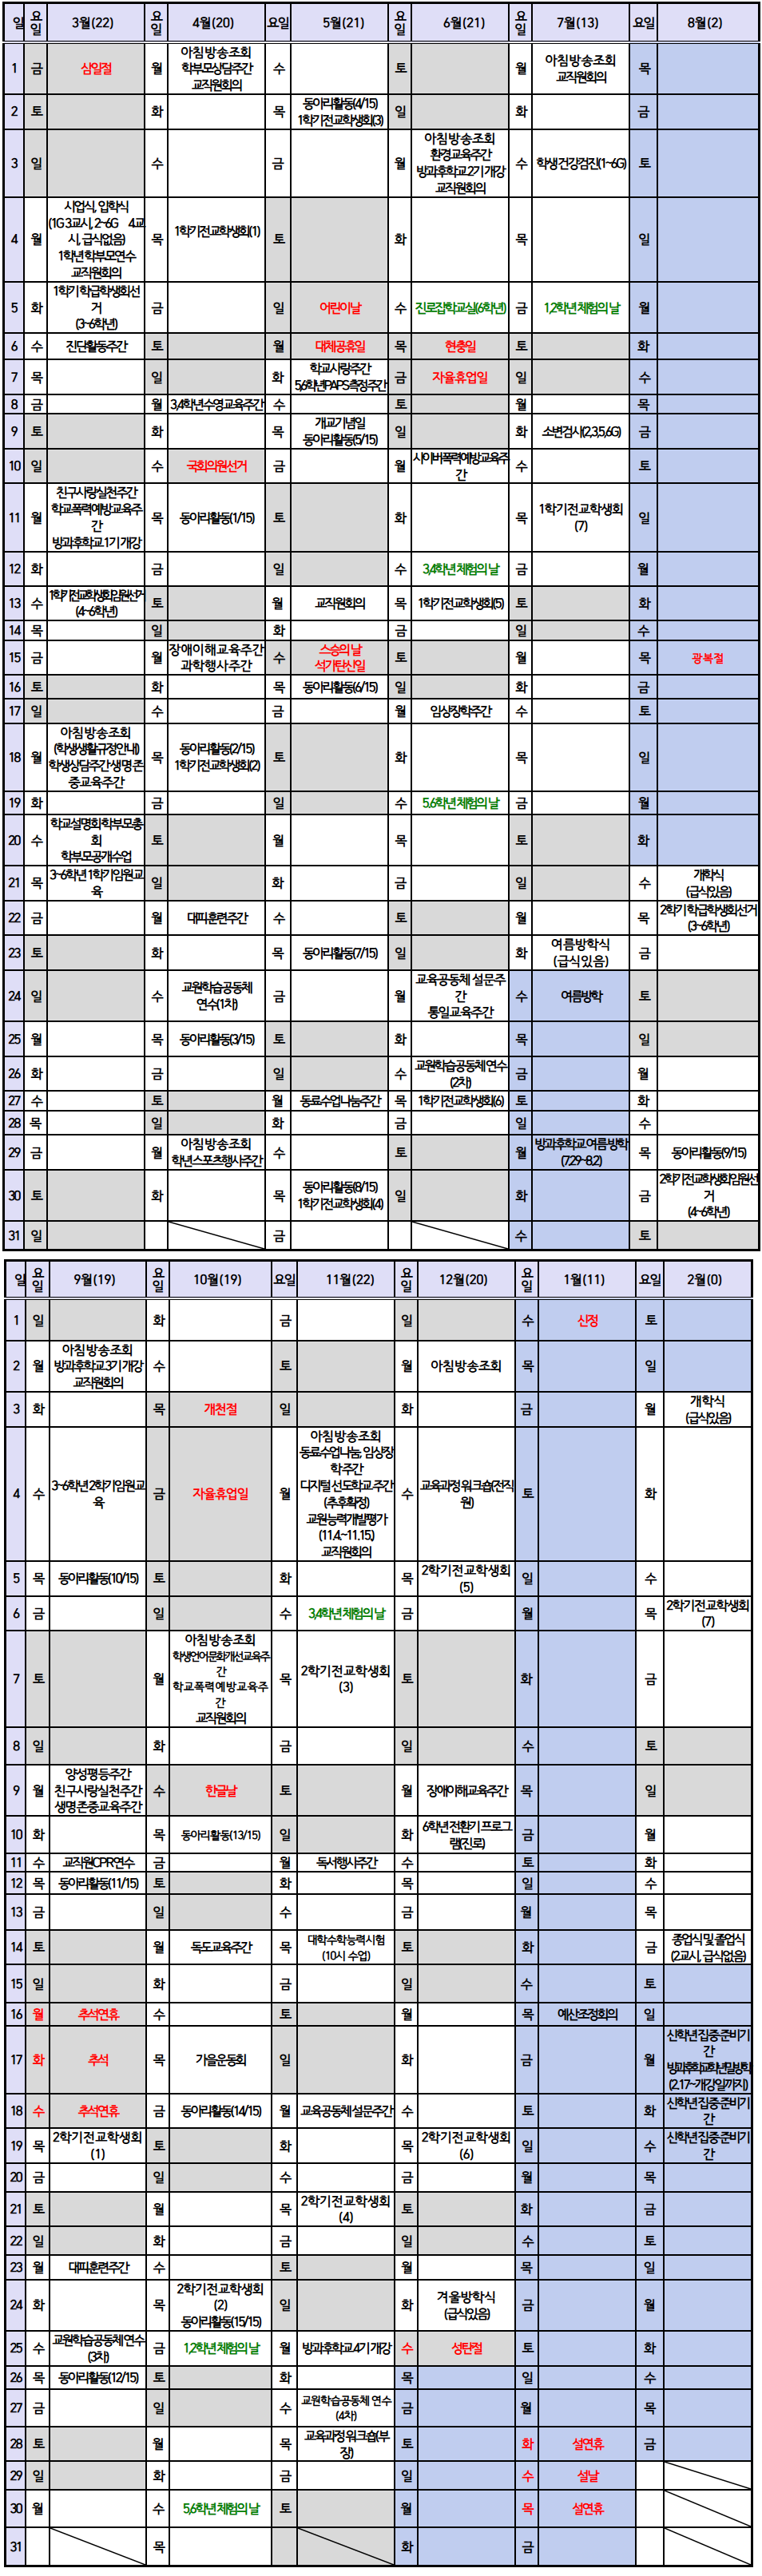 일 요일 3월(22) 요일 4월(20) 요일 5월(21) 요일 6월(21) 요일 7월(13) 요일 8월(2)
1 금 삼일절 월 아침방송조회 학부모상담주간 교직원회의 수 토 월 아침방송조회 교직원회의 목
2 토 화 목 동아리활동(4/15) 1학기전교학생회(3) 일 화 금
3 일 수 금 월 아침방송조회 환경교육주간 방과후학교 2기 개강 교직원회의 수 학생 건강검진(1~6G) 토
4 월 시업식, 입학식 (1G 3교시, 2~6G 4교시, 급식없음) 1학년 학부모연수 교직원회의 목 1학기전교학생회(1) 토 화 목 일
5 화 1학기 학급학생회선거 (3~6학년) 금 일 어린이날 수 진로잡학교실(6학년) 금 1,2학년 체험의 날 월
6 수 진단활동주간 토 월 대체공휴일 목 현충일 토 화
7 목 일 화 학교사랑주간 5,6학년PAPS측정주간 금 자율휴업일 일 수
8 금 월 3,4학년수영교육주간 수 토 월 목
9 토 화 목 개교기념일 동아리활동(5/15) 일 화 소변검사(2,3,5,6G) 금
10 일 수 국회의원선거 금 월 사이버폭력예방교육주간 수 토
11 월 친구사랑실천주간 학교폭력예방교육주간 방과후학교 1기 개강 목 동아리활동(1/15) 토 화 목 1학기전교학생회(7) 일
12 화 금 일 수 3,4학년 체험의 날 금 월
13 수 1학기전교학생회임원선거 (4~6학년) 토 월 교직원회의 목 1학기전교학생회(5) 토 화
14 목 일 화 금 일 수
15 금 월 장애이해교육주간 과학행사주간 수 스승의 날 석가탄신일 토 월 목 광복절
16 토 화 목 동아리활동(6/15) 일 화 금
17 일 수 금 월 임상장학주간 수 토
18 월 아침방송조회 (학생생활규정안내) 학생상담주간 생명존중교육주간 목 동아리활동(2/15) 1학기전교학생회(2) 토 화 목 일
19 화 금 일 수 5,6학년 체험의 날 금 월
20 수 학교설명회 학부모총회 학부모공개수업 토 월 목 토 화
21 목 3~6학년 1학기임원교육 일 화 금 일 수 개학식 (급식있음)
22 금 월 대피훈련주간 수 토 월 목 2학기 학급학생회선거 (3~6학년)
23 토 화 목 동아리활동(7/15) 일 화 여름방학식 (급식있음) 금
24 일 수 교원학습공동체 연수(1차) 금 월 교육공동체 설문주간 통일교육주간 수 여름방학 토
25 월 목 동아리활동(3/15) 토 화 목 일
26 화 금 일 수 교원학습공동체 연수(2차) 금 월
27 수 토 월 동료수업나눔주간 목 1학기전교학생회(6) 토 화
28 목 일 화 금 일 수
29 금 월 아침방송조회 학년스포츠행사주간 수 토 월 방과후학교 여름방학 (7.29~8.2) 목 동아리활동(9/15)
30 토 화 목 동아리활동(8/15) 1학기전교학생회(4) 일 화 금 2학기전교학생회임원선거 (4~6학년)
31 일 금 수 토
일 요일 9월(19) 요일 10월(19) 요일 11월(22) 요일 12월(20) 요일 1월(11) 요일 2월(0)
1 일 화 금 일 수 신정 토
2 월 아침방송조회 방과후학교 3기 개강 교직원회의 수 토 월 아침방송조회 목 일
3 화 목 개천절 일 화 금 월 개학식 (급식있음)
4 수 3~6학년 2학기임원교육 금 자율휴업일 월 아침방송조회 동료수업나눔, 임상장학주간 디지털 선도학교 주간(추후확정) 교원능력개발평가 (11.4.~11.15.) 교직원회의 수 교육과정 워크숍(전직원) 토 화
5 목 동아리활동(10/15) 토 화 목 2학기전교학생회(5) 일 수
6 금 일 수 3,4학년 체험의 날 금 월 목 2학기전교학생회(7)
7 토 월 아침방송조회 학생언어문화개선교육주간 학교폭력예방교육주간 교직원회의 목 2학기전교학생회(3) 토 화 금
8 일 화 금 일 수 토
9 월 양성평등주간 친구사랑실천주간 생명존중교육주간 수 한글날 토 월 장애이해교육주간 목 일
10 화 목 동아리활동(13/15) 일 화 6학년 전환기 프로그램(진로) 금 월
11 수 교직원CPR연수 금 월 독서행사주간 수 토 화
12 목 동아리활동(11/15) 토 화 목 일 수
13 금 일 수 금 월 목
14 토 월 독도교육주간 목 대학수학능력시험 (10시 수업) 토 화 금 종업식 및 졸업식 (2교시, 급식없음)
15 일 화 금 일 수 토
16 월 추석연휴 수 토 월 목 예산조정회의 일
17 화 추석 목 가을운동회 일 화 금 월 신학년집중준비기간 방과후학교학년말방학 (2.17~개강일까지)
18 수 추석연휴 금 동아리활동(14/15) 월 교육공동체 설문주간 수 토 화 신학년집중준비기간
19 목 2학기전교학생회(1) 토 화 목 2학기전교학생회(6) 일 수 신학년집중준비기간
20 금 일 수 금 월 목
21 토 월 목 2학기전교학생회(4) 토 화 금
22 일 화 금 일 수 토
23 월 대피훈련주간 수 토 월 목 일
24 화 목 2학기전교학생회(2) 동아리활동(15/15) 일 화 겨울방학식 (급식있음) 금 월
25 수 교원학습공동체 연수(3차) 금 1,2학년 체험의 날 월 방과후학교 4기 개강 수 성탄절 토 화
26 목 동아리활동(12/15) 토 화 목 일 수
27 금 일 수 교원학습공동체 연수(4차) 금 월 목
28 토 월 목 교육과정 워크숍(부장) 토 화 설연휴 금
29 일 화 금 일 수 설날
30 월 수 5,6학년 체험의 날 토 월 목 설연휴
31 목 화 금